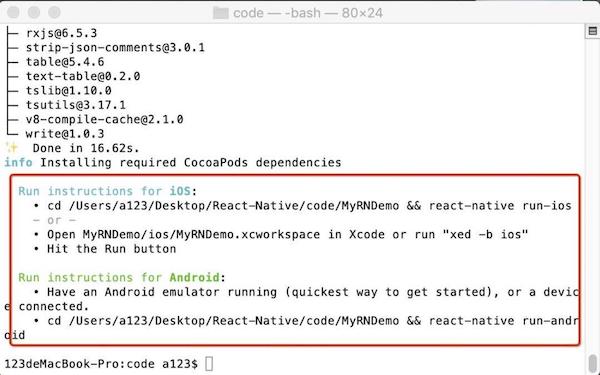 code — -bash — 80×24
├─ rxjs@6.5.3
├─ strip-json-comments@3.0.1
├─ table@5.4.6
├─ text-table@0.2.0
├─ tslib@1.10.0
├─ tsutils@3.17.1
├─ v8-compile-cache@2.1.0
└─ write@1.0.3
✨  Done in 16.62s.
info Installing required CocoaPods dependencies
Run instructions for iOS:
• cd /Users/a123/Desktop/React-Native/code/MyRNDemo && react-native run-ios
- or -
• Open MyRNDemo/ios/MyRNDemo.xcworkspace in Xcode or run "xed -b ios"
• Hit the Run button
Run instructions for Android:
• Have an Android emulator running (quickest way to get started), or a devic
e connected.
• cd /Users/a123/Desktop/React-Native/code/MyRNDemo && react-native run-andr
oid
123deMacBook-Pro:code a123$